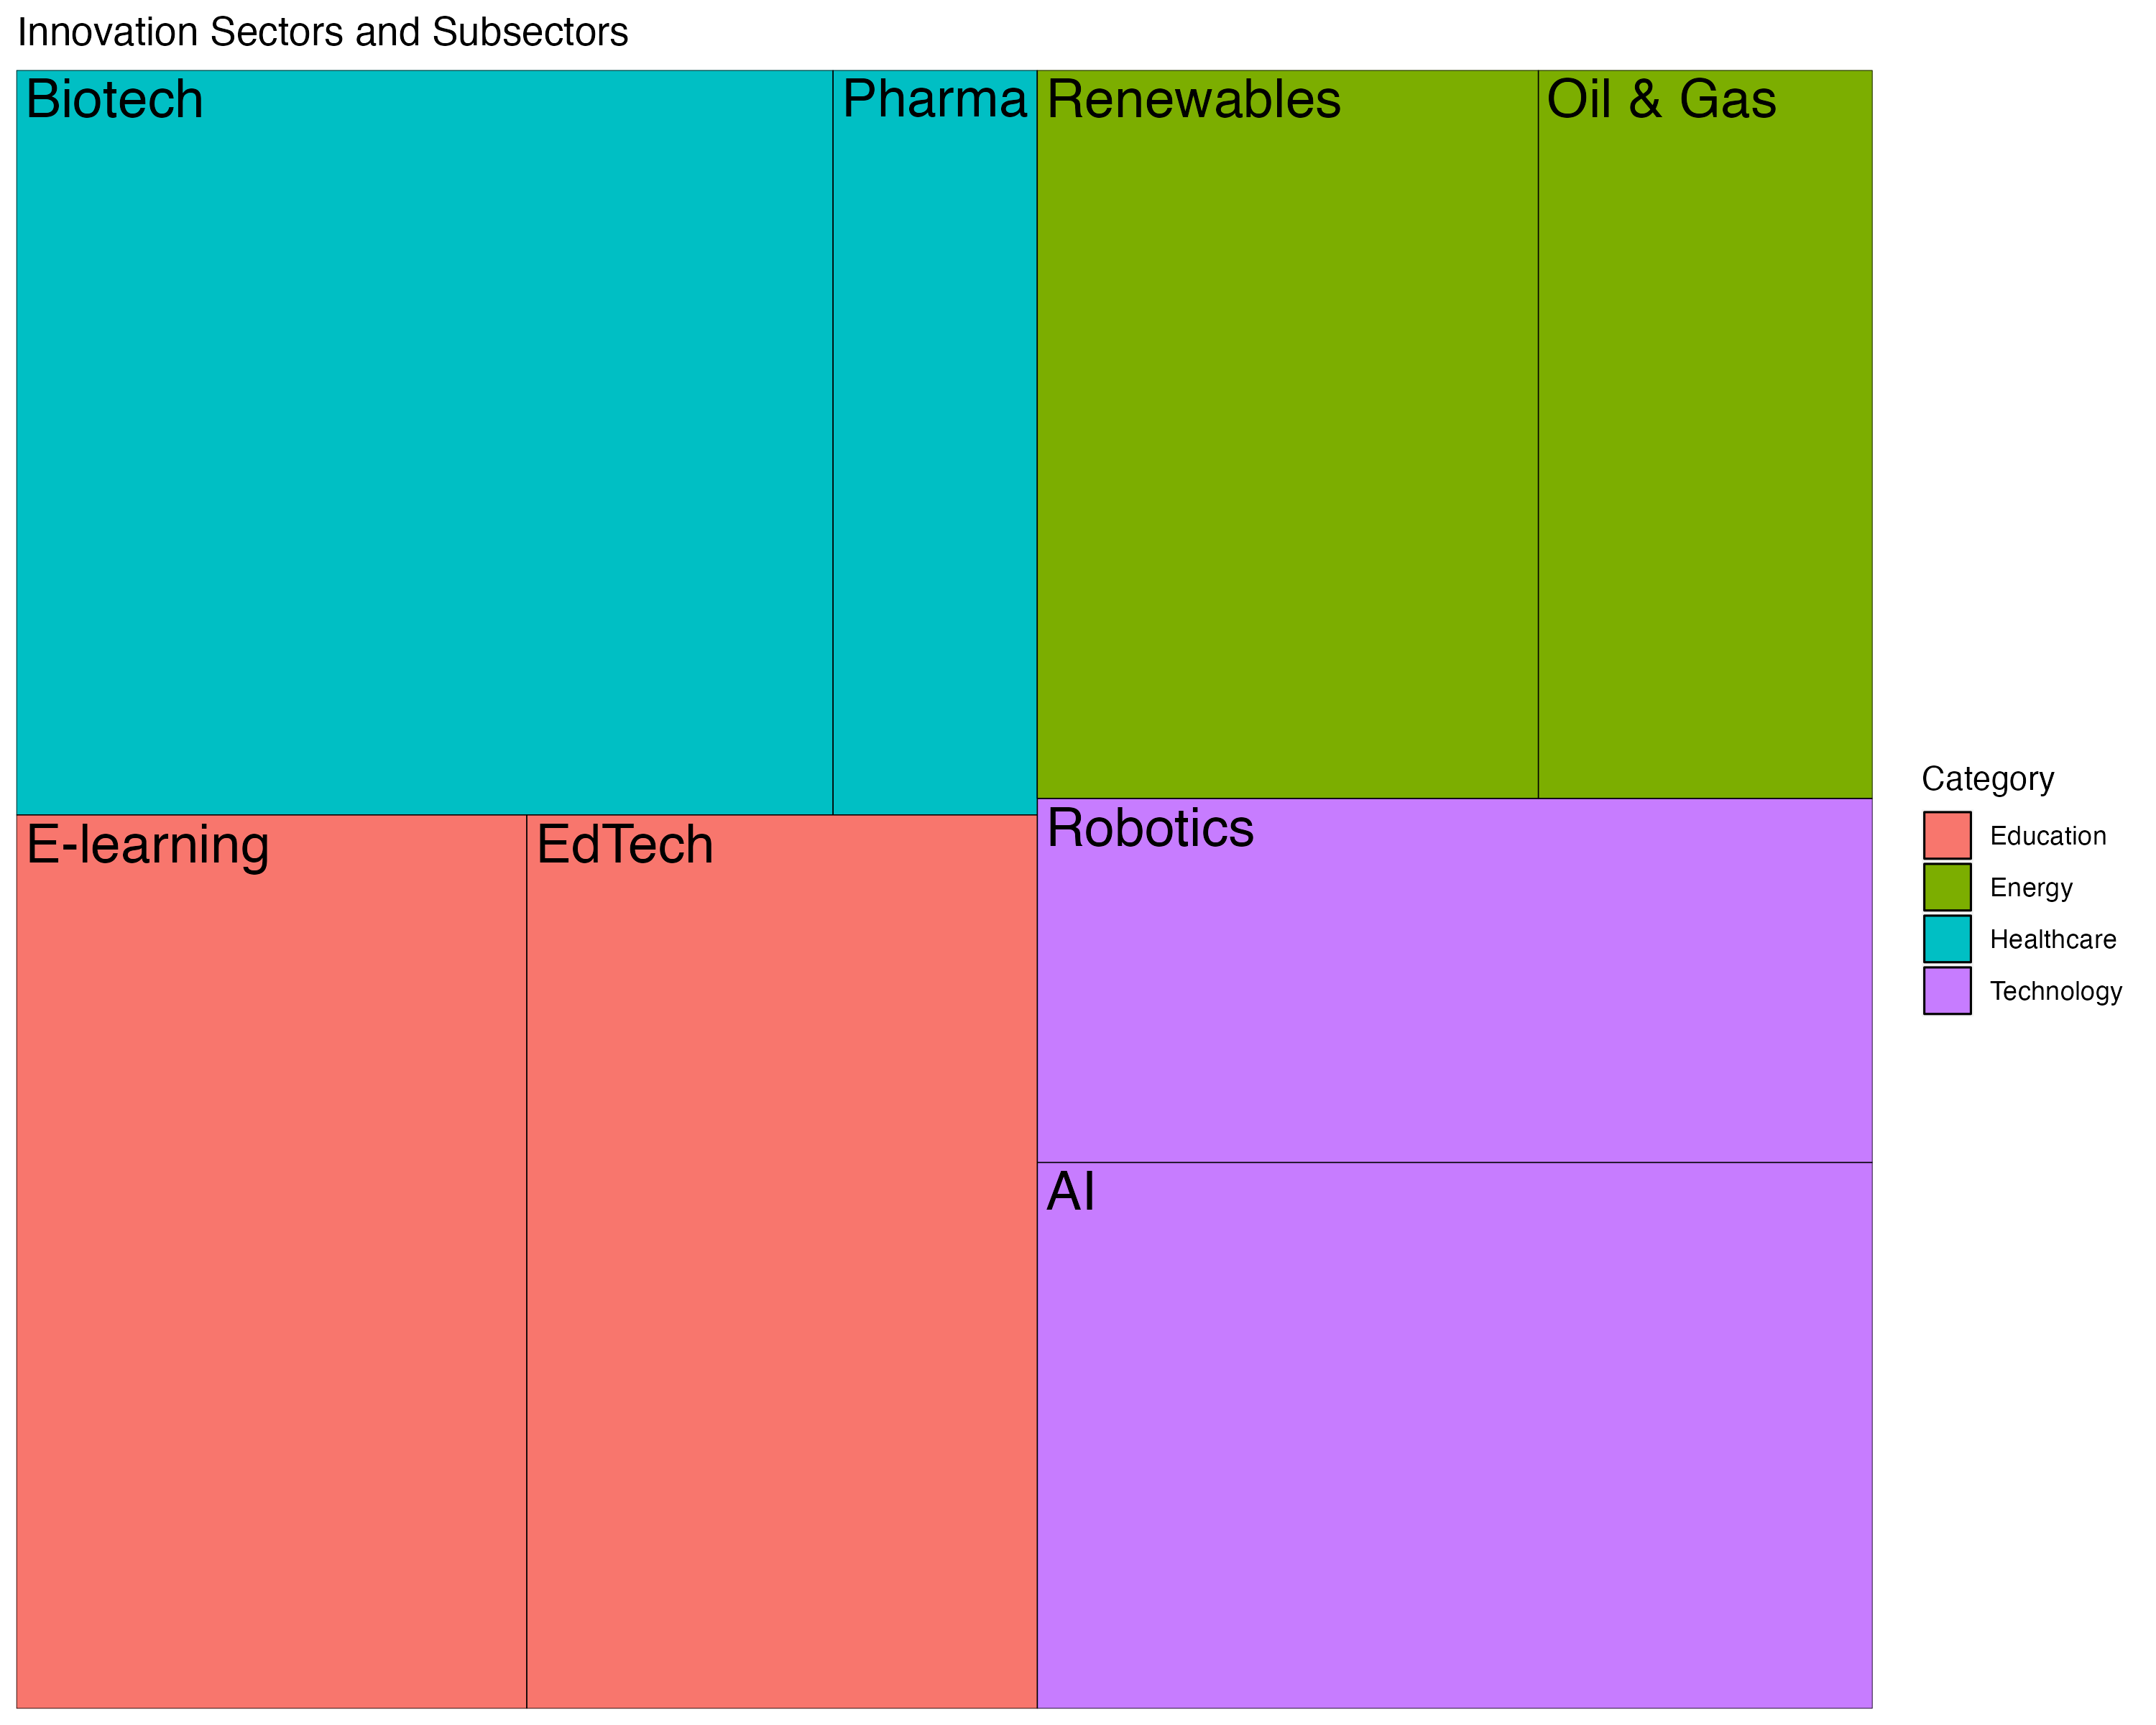 Innovation Sectors and Subsectors
Biotech
Pharma
Renewables
Oil & Gas
E-learning
EdTech
Robotics
AI
Category
Education
Energy
Healthcare
Technology